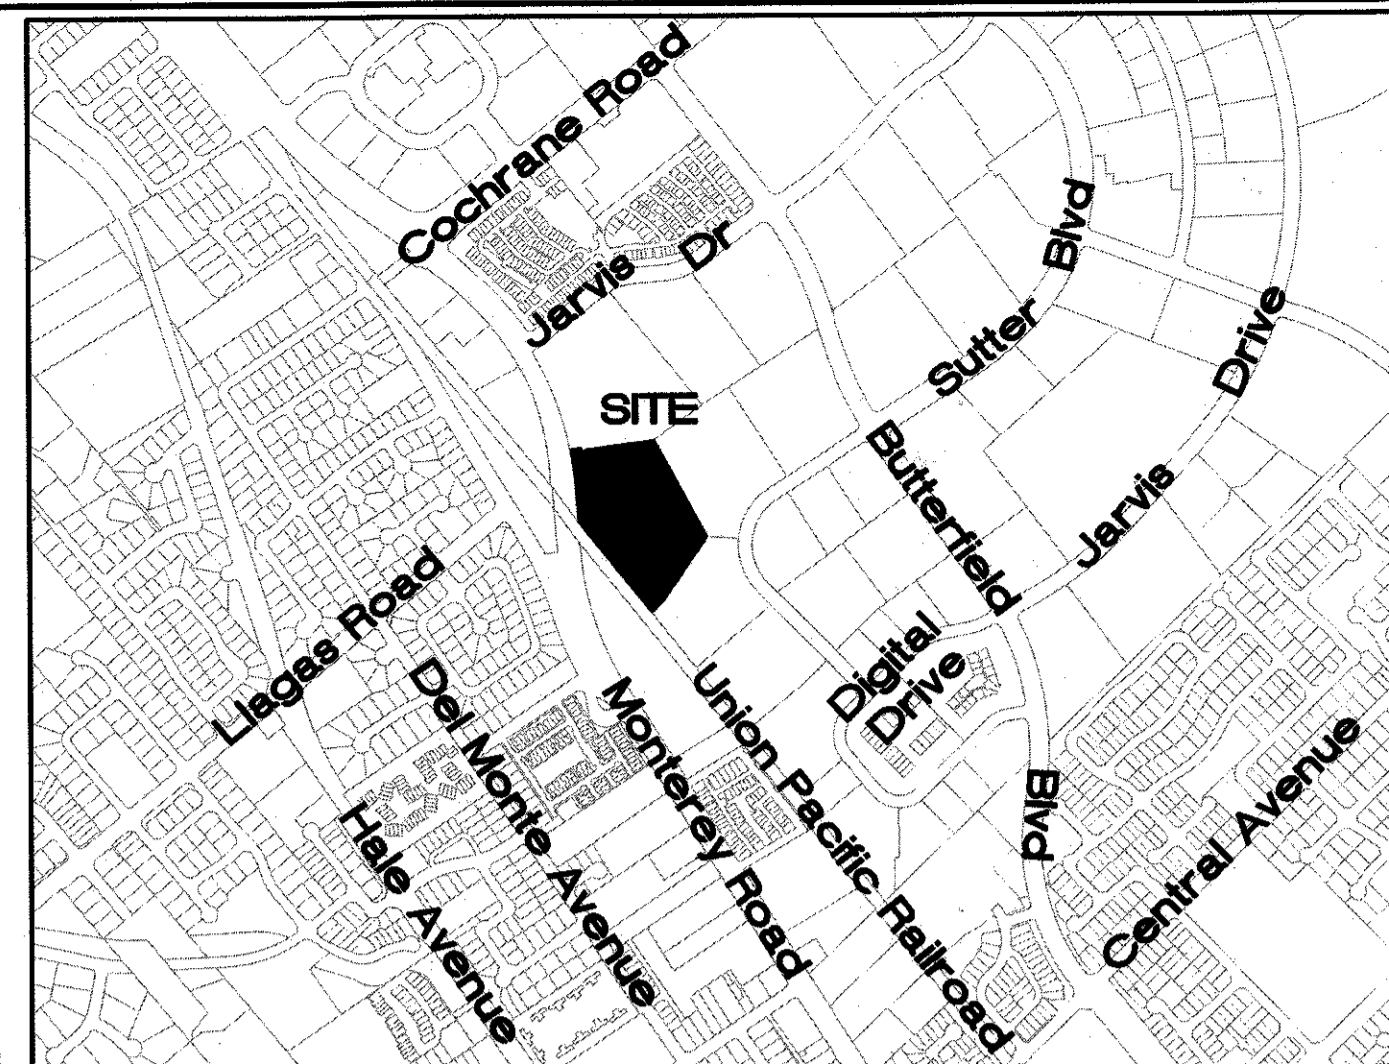 Cochrane Road
Jarvis Dr
Sutter Blvd
Jarvis Drive
SITE
Butterfield Blvd
Llagas Road
Digital
Drive
Del Monte Avenue
Monterey Road
Union Pacific Railroad
Hale Avenue
Central Avenue